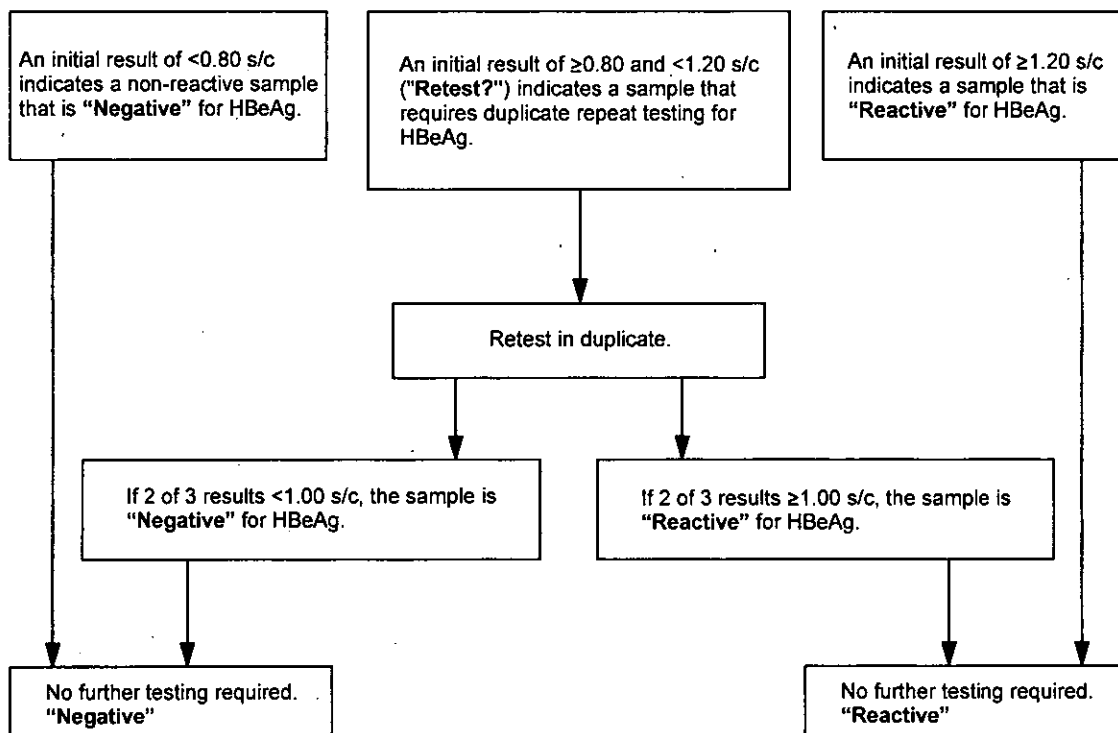 An initial result of <0.80 s/c
indicates a non-reactive sample
that is “Negative” for HBeAg.
An initial result of ≥0.80 and <1.20 s/c
("Retest?") indicates a sample that
requires duplicate repeat testing for
HBeAg.
An initial result of ≥1.20 s/c
indicates a sample that is
“Reactive” for HBeAg.
Retest in duplicate.
If 2 of 3 results <1.00 s/c, the sample is
“Negative” for HBeAg.
If 2 of 3 results ≥1.00 s/c, the sample is
“Reactive” for HBeAg.
No further testing required.
“Negative”
No further testing required.
“Reactive”